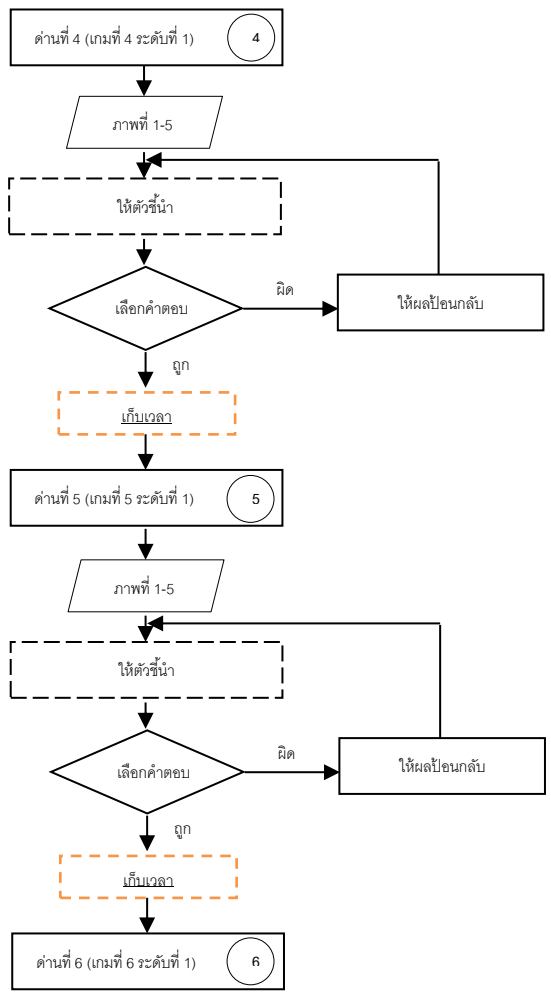 ด่านที่ 4 (เกมที่ 4 ระดับที่ 1) 4
ภาพที่ 1-5
ให้ตัวชี้นำ
เลือกคำตอบ
ผิด
ให้ผลป้อนกลับ
ถูก
เก็บเวลา
ด่านที่ 5 (เกมที่ 5 ระดับที่ 1) 5
ภาพที่ 1-5
ให้ตัวชี้นำ
เลือกคำตอบ
ผิด
ให้ผลป้อนกลับ
ถูก
เก็บเวลา
ด่านที่ 6 (เกมที่ 6 ระดับที่ 1) 6